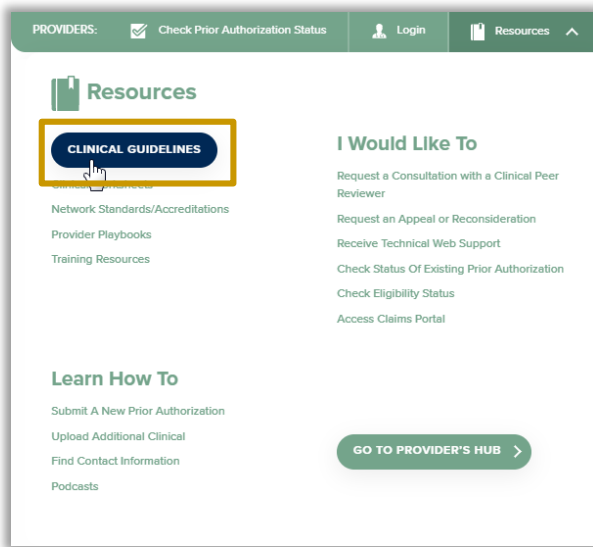 PROVIDERS:
Check Prior Authorization Status
Login
Resources
Resources
CLINICAL GUIDELINES
Network Standards/Accreditations
Provider Playbooks
Training Resources
I Would Like To
Request a Consultation with a Clinical Peer
Reviewer
Request an Appeal or Reconsideration
Receive Technical Web Support
Check Status Of Existing Prior Authorization
Check Eligibility Status
Access Claims Portal
Learn How To
Submit A New Prior Authorization
Upload Additional Clinical
Find Contact Information
Podcasts
GO TO PROVIDER'S HUB